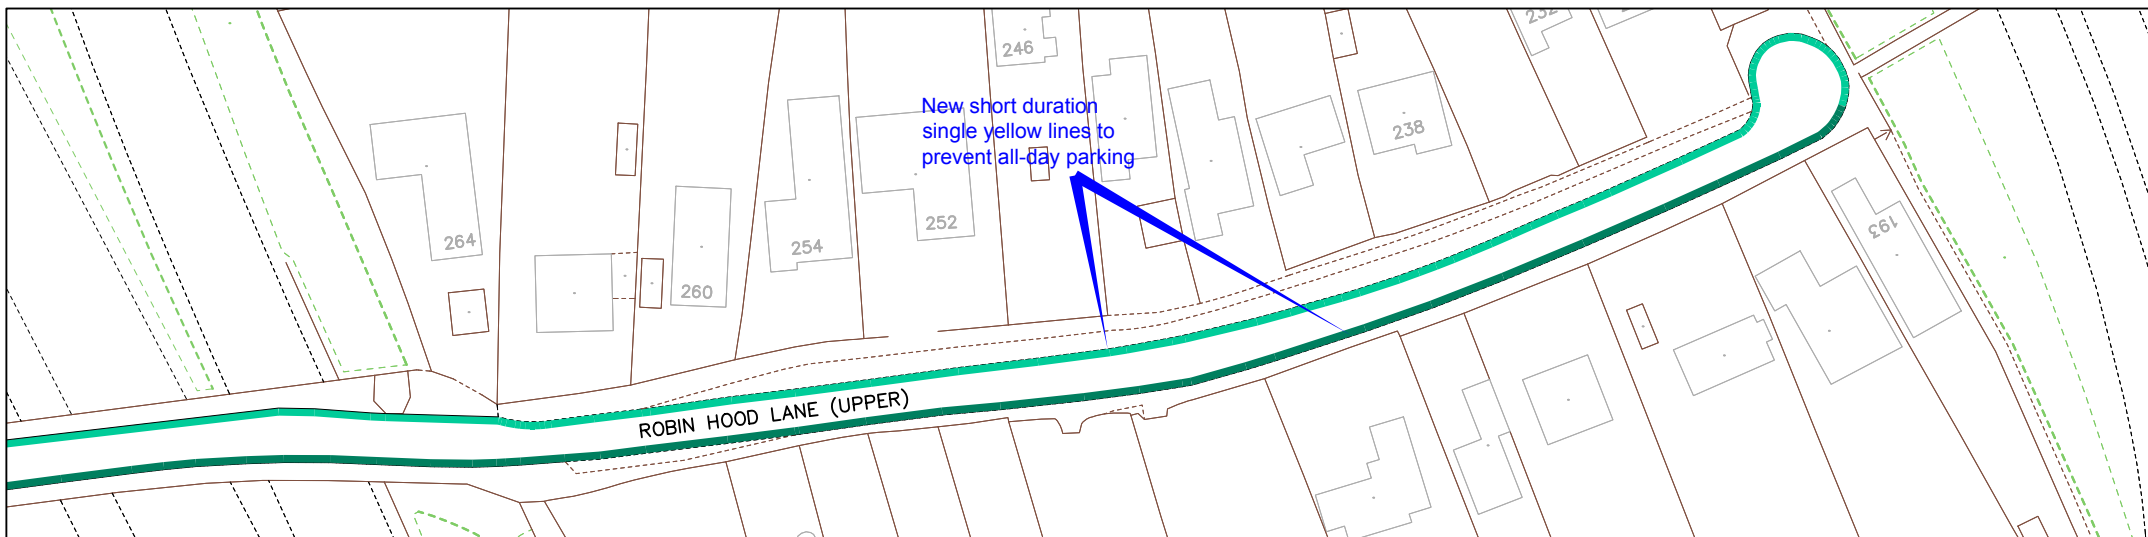 232
246
New short duration
single yellow lines to
prevent all-day parking
238
264
254
252
260
193
ROBIN HOOD LANE (UPPER)